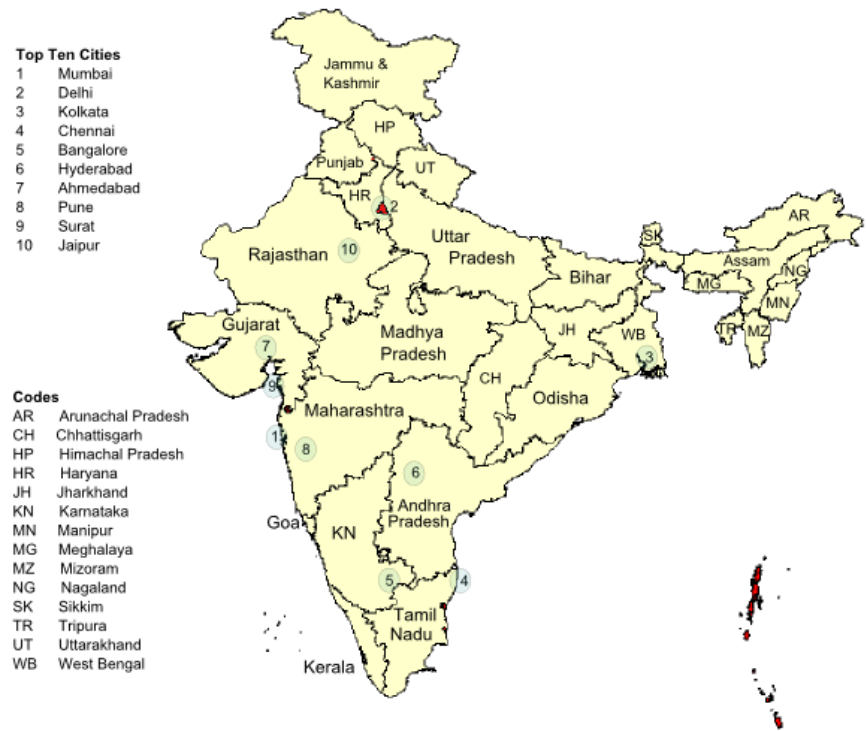 Top Ten Cities
1 Mumbai
2 Delhi
3 Kolkata
4 Chennai
5 Bangalore
6 Hyderabad
7 Ahmedabad
8 Pune
9 Surat
10 Jaipur
Codes
AR Arunachal Pradesh
CH Chhattisgarh
HP Himachal Pradesh
HR Haryana
JH Jharkhand
KN Karnataka
MN Manipur
MG Meghalaya
MZ Mizoram
NG Nagaland
SK Sikkim
TR Tripura
UT Uttarakhand
WB West Bengal
Jammu &
Kashmir
HP
Punjab
UT
HR
2
Rajasthan
10
Uttar
Pradesh
Bihar
SK
AR
Assam
NG
MG
MN
TR
MZ
Gujarat
7
Madhya
Pradesh
JH
WB
3
CH
9
Maharashtra
Odisha
1
8
6
Andhra
Pradesh
Goa
KN
5
4
Tamil
Nadu
Kerala